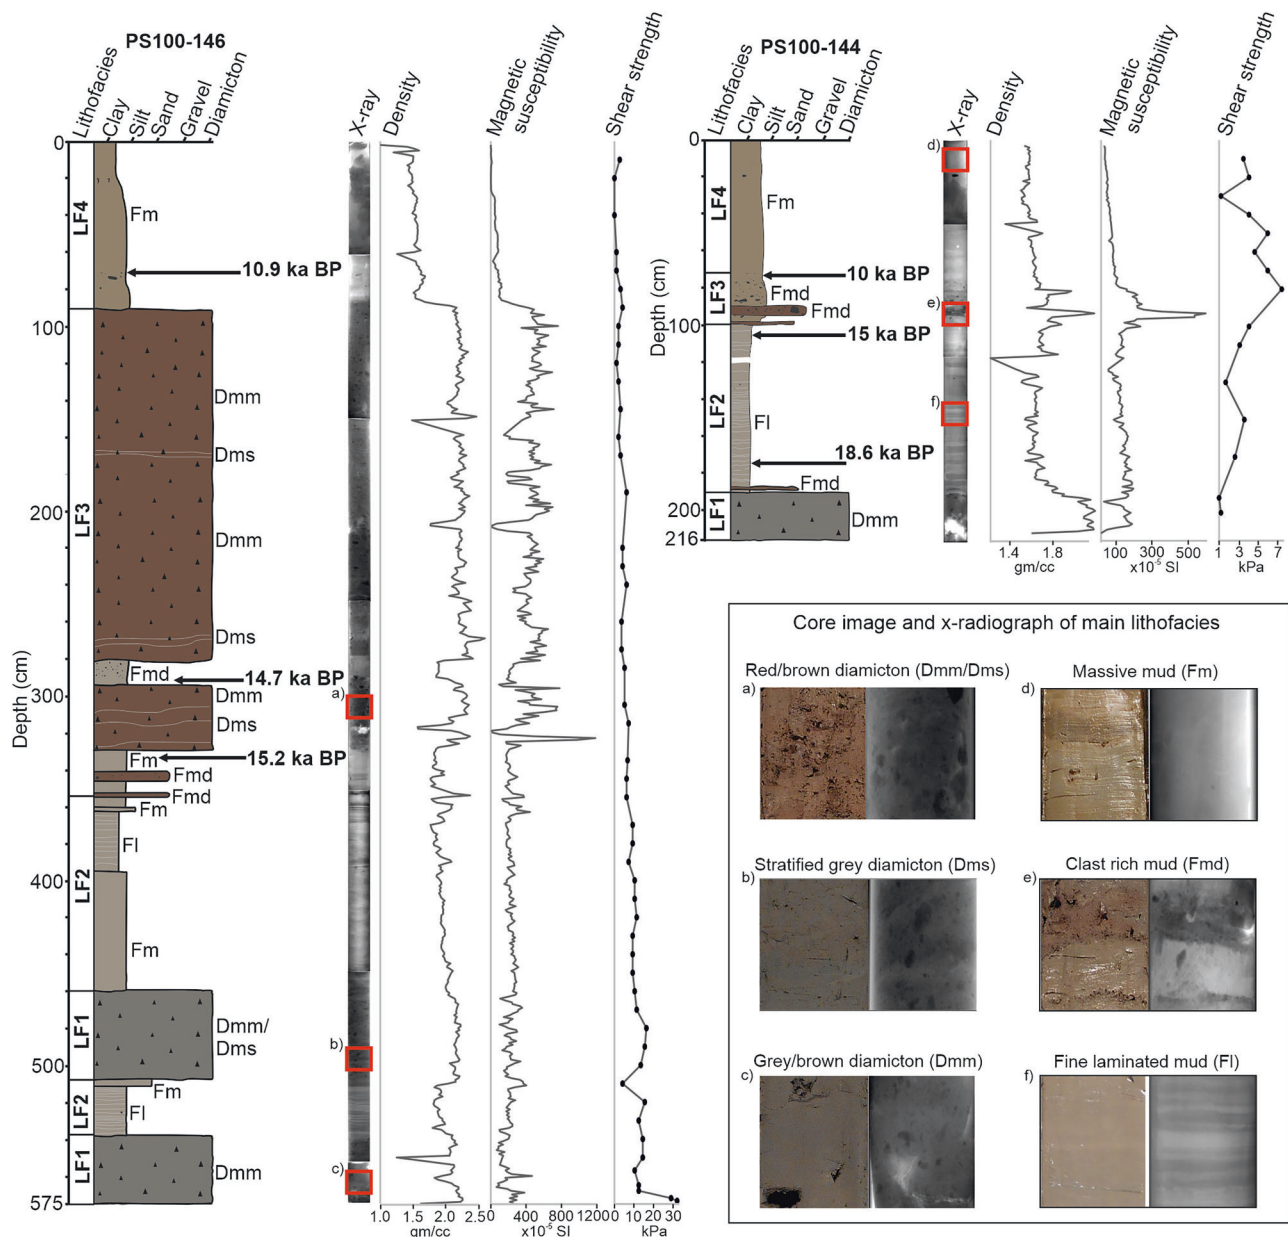 PS100-146
Lithofacies
Clay
Silt
Sand
Gravel
Diamicton
X-ray
Density
Magnetic
susceptibility
Shear strength
0
100
200
300
400
500
575
Depth (cm)
LF4
LF3
LF2
LF1
LF2
LF1
Fm
10.9 ka BP
Dmm
Dms
Dmm
Dms
Fmd
14.7 ka BP
Dmm
Dms
Fm
15.2 ka BP
Fmd
Fmd
Fm
Fl
Fm
Dmm/
Dms
Fm
Fl
Dmm
a)
b)
c)
1.0 1.5 2.0 2.5
gm/cc
400 800 1200
x10⁻⁵ SI
0 10 20 30
kPa
PS100-144
Lithofacies
Clay
Silt
Sand
Gravel
Diamicton
X-ray
Density
Magnetic
susceptibility
Shear strength
0
100
200
216
Depth (cm)
LF4
LF3
LF2
LF1
Fm
10 ka BP
Fmd
Fmd
15 ka BP
Fl
18.6 ka BP
Fmd
Dmm
d)
e)
f)
1.4 1.8
gm/cc
100 300 500
x10⁻⁵ SI
1 3 5 7
kPa
Core image and x-radiograph of main lithofacies
Red/brown diamicton (Dmm/Dms)
a)
Massive mud (Fm)
d)
Stratified grey diamicton (Dms)
b)
Clast rich mud (Fmd)
e)
Grey/brown diamicton (Dmm)
c)
Fine laminated mud (Fl)
f)